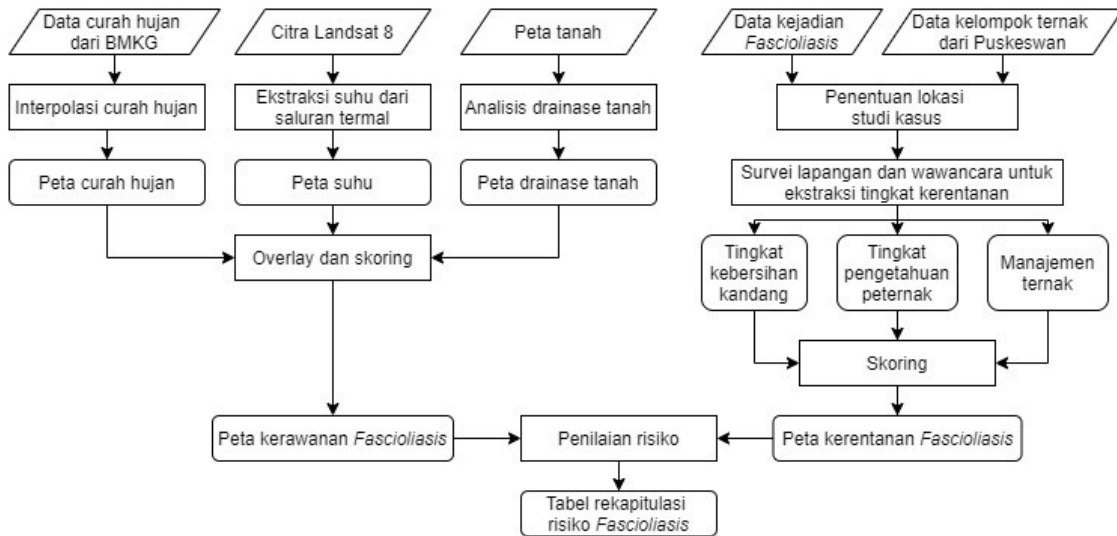 Data curah hujan
dari BMKG
Citra Landsat 8
Peta tanah
Data kejadian
Fascioliasis
Data kelompok ternak
dari Puskeswan
Interpolasi curah hujan
Ekstraksi suhu dari
saluran termal
Analisis drainase tanah
Penentuan lokasi
studi kasus
Peta curah hujan
Peta suhu
Peta drainase tanah
Survei lapangan dan wawancara untuk
ekstraksi tingkat kerentanan
Overlay dan skoring
Tingkat
kebersihan
kandang
Tingkat
pengetahuan
peternak
Manajemen
ternak
Skoring
Peta kerawanan Fascioliasis
Penilaian risiko
Peta kerentanan Fascioliasis
Tabel rekapitulasi
risiko Fascioliasis